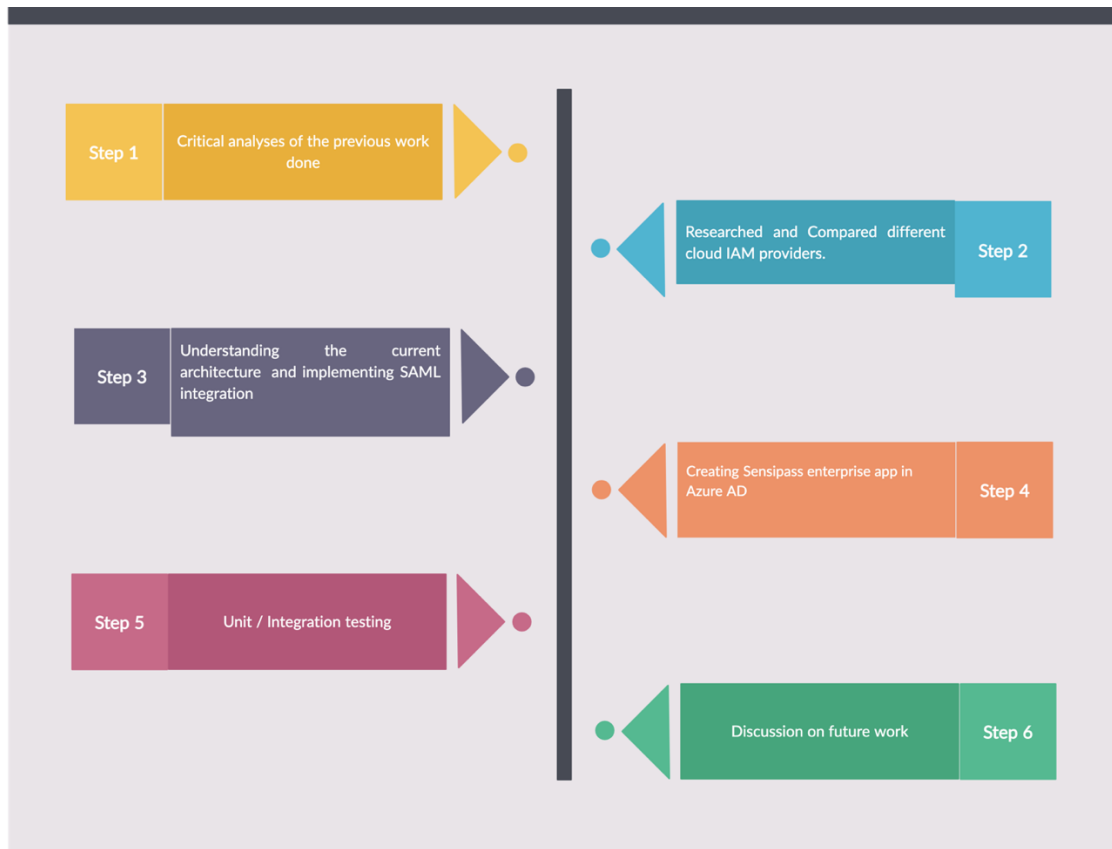 Step 1
Critical analyses of the previous work
done
Researched and Compared different
cloud IAM providers.
Step 2
Step 3
Understanding the current
architecture and implementing SAML
integration
Creating Sensipass enterprise app in
Azure AD
Step 4
Step 5
Unit / Integration testing
Discussion on future work
Step 6